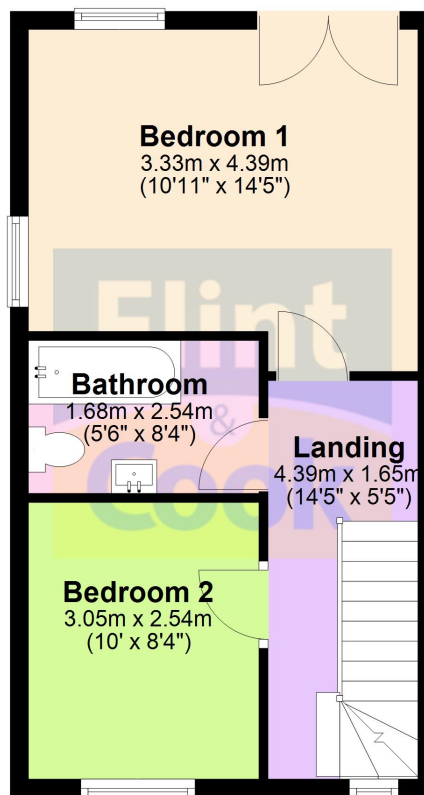 Bedroom 1
3.33m x 4.39m
(10'11" x 14'5")
Flint
Bathroom
1.68m x 2.54m
(5'6" x 8'4")
&
Landing
4.39m x 1.65m
(14'5" x 5'5")
Cook
Bedroom 2
3.05m x 2.54m
(10' x 8'4")